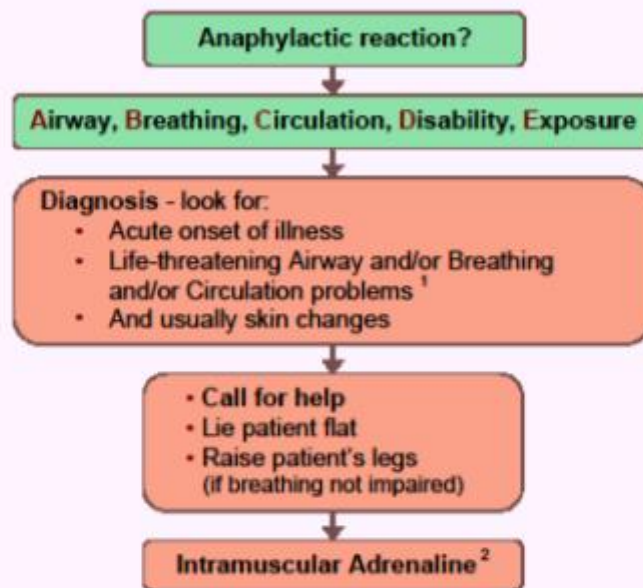 Anaphylactic reaction?
Airway, Breathing, Circulation, Disability, Exposure
Diagnosis - look for:
• Acute onset of illness
• Life-threatening Airway and/or Breathing
and/or Circulation problems 1
• And usually skin changes
• Call for help
• Lie patient flat
• Raise patient's legs
(if breathing not impaired)
Intramuscular Adrenaline 2